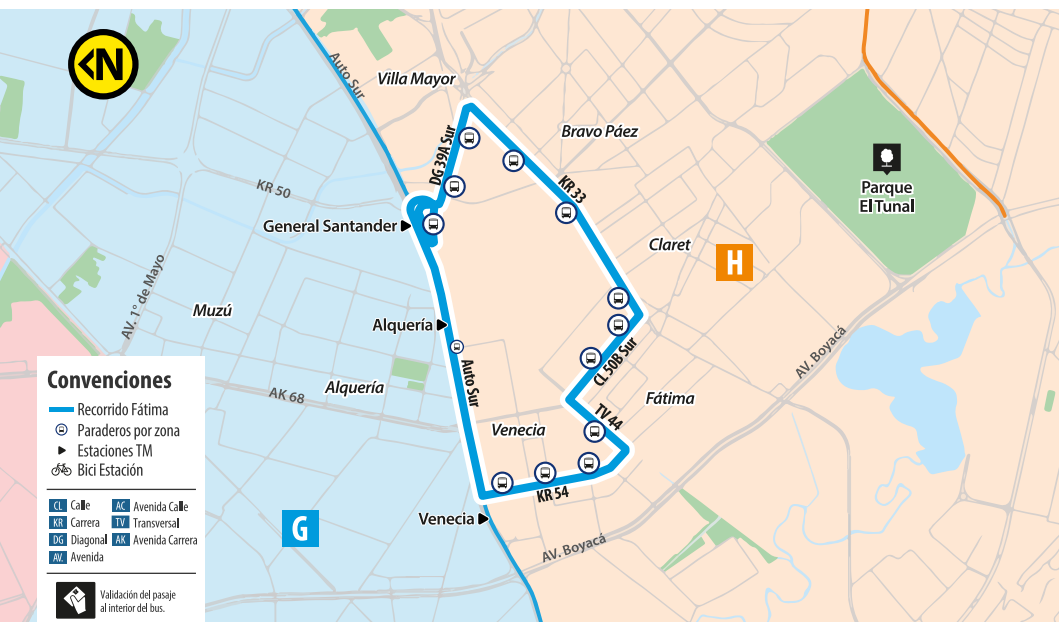 N
Auto Sur
Villa Mayor
Bravo Páez
DG 39A Sur
KR 33
KR 50
General Santander
Parque
El Tunal
Claret
H
AV. 1° de Mayo
Muzú
Alquería
Auto Sur
Alquería
AK 68
CL 50B Sur
AV. Boyacá
Fátima
TV 44
Venecia
KR 54
Venecia
G
AV. Boyacá
Convenciones
Recorrido Fátima
Paraderos por zona
Estaciones TM
Bici Estación
CL Calle
AC Avenida Calle
KR Carrera
TV Transversal
DG Diagonal
AK Avenida Carrera
AV. Avenida
Validación del pasaje
al interior del bus.